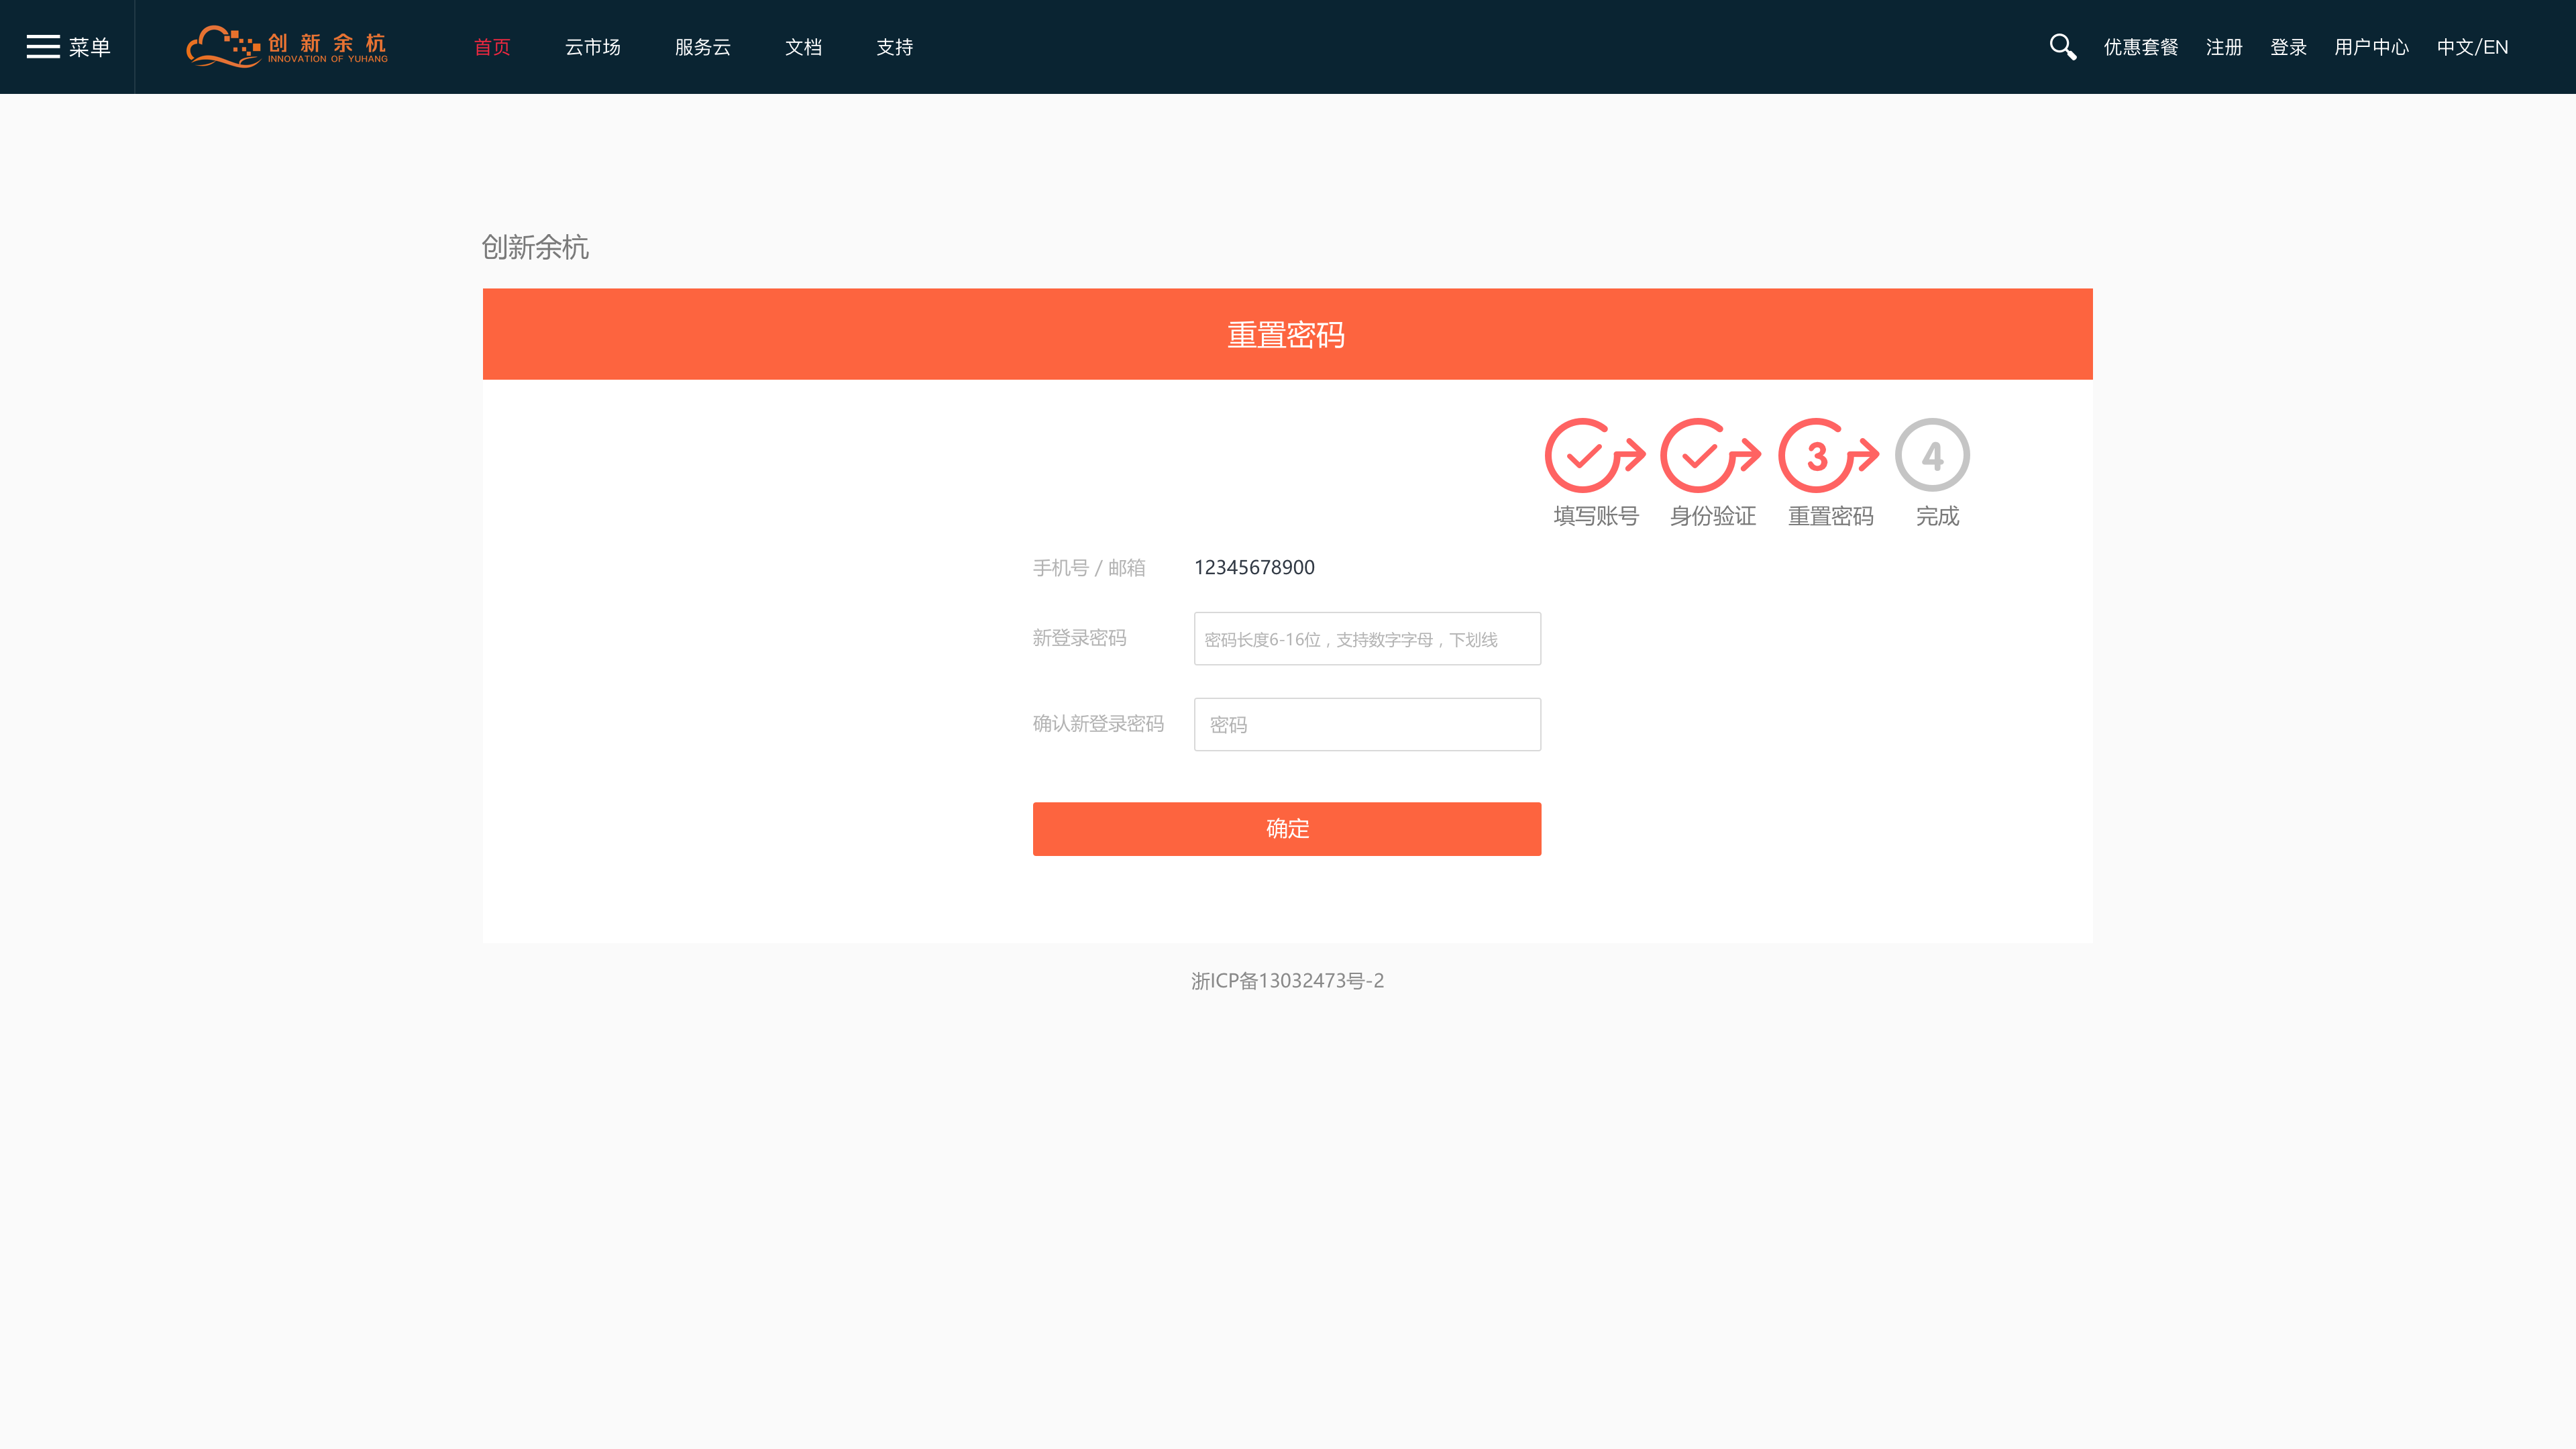 菜单
创新余杭
INNOVATION OF YUHANG
首页 云市场 服务云 文档 支持
优惠套餐 注册 登录 用户中心 中文/EN
创新余杭
重置密码
3 4
填写账号 身份验证 重置密码 完成
手机号 / 邮箱 12345678900
新登录密码 密码长度6-16位，支持数字字母，下划线
确认新登录密码 密码
确定
浙ICP备13032473号-2